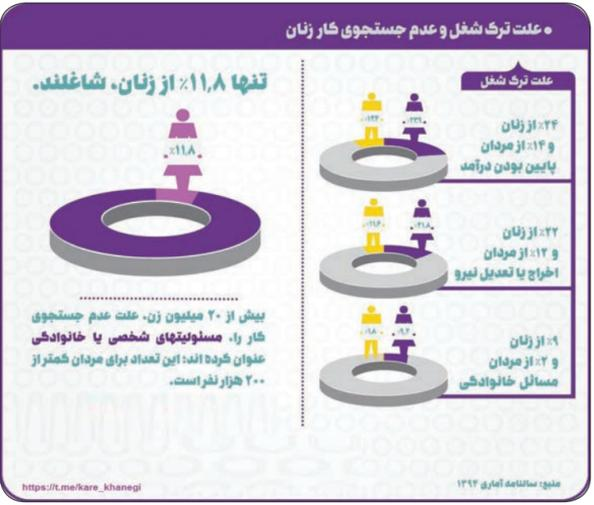 علت ترک شغل و عدم جستجوی کار زنان
علت ترک شغل
۲۴٪ از زنان
و ۱۴٪ از مردان
پایین بودن درآمد
۲۲٪ از زنان
و ۱۲٪ از مردان
اخراج یا تعدیل نیرو
۹٪ از زنان
و ۲٪ از مردان
مسائل خانوادگی
تنها ۱۱,۸٪ از زنان، شاغلند.
٪۱۱,۸
بیش از ۲۰ میلیون زن، علت عدم جستجوی
کار را، مسئولیتهای شخصی یا خانوادگی
عنوان کرده اند؛ این تعداد برای مردان کمتر از
۲۰۰ هزار نفر است.
منبع: سالنامه آماری ۱۳۹۴
https://t.me/kare_khanegi